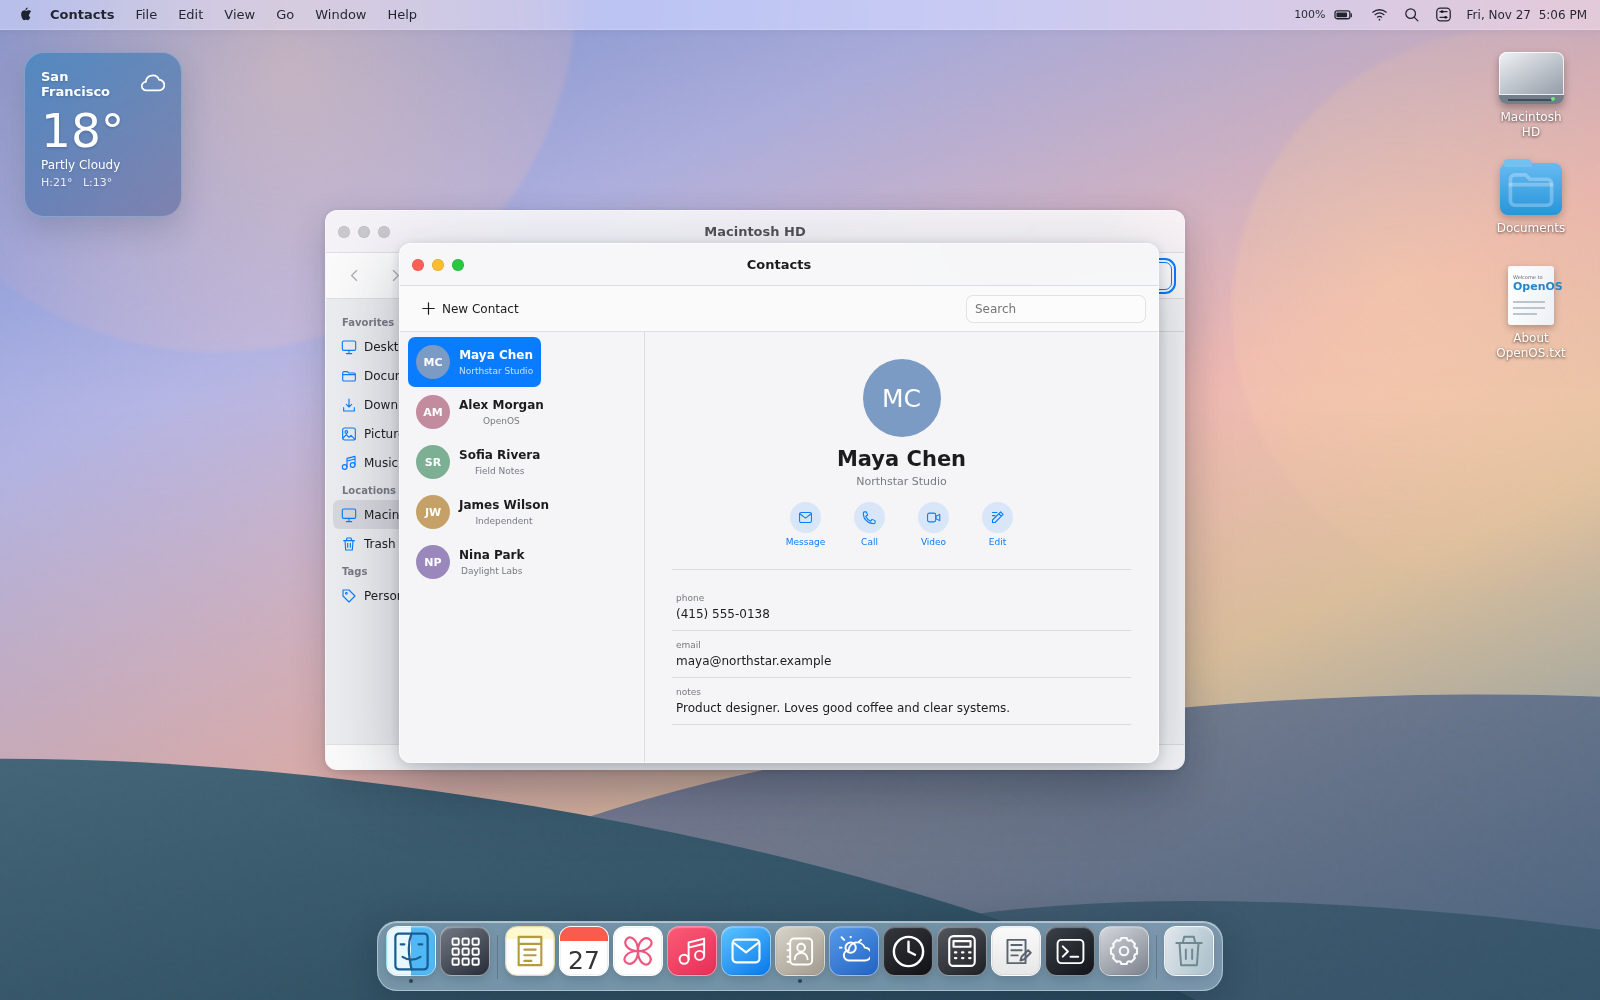 Contacts File Edit View Go Window Help
100% Fri, Nov 27 5:06 PM
San Francisco
18°
Partly Cloudy
H:21° L:13°
Macintosh HD
Documents
Welcome to
OpenOS
About OpenOS.txt
Macintosh HD
Favorites
Deskt
Docur
Down
Pictur
Music
Locations
Macin
Trash
Tags
Person
Contacts
New Contact
Search
MC
Maya Chen
Northstar Studio
AM
Alex Morgan
OpenOS
SR
Sofia Rivera
Field Notes
JW
James Wilson
Independent
NP
Nina Park
Daylight Labs
MC
Maya Chen
Northstar Studio
Message Call Video Edit
phone
(415) 555-0138
email
maya@northstar.example
notes
Product designer. Loves good coffee and clear systems.
27